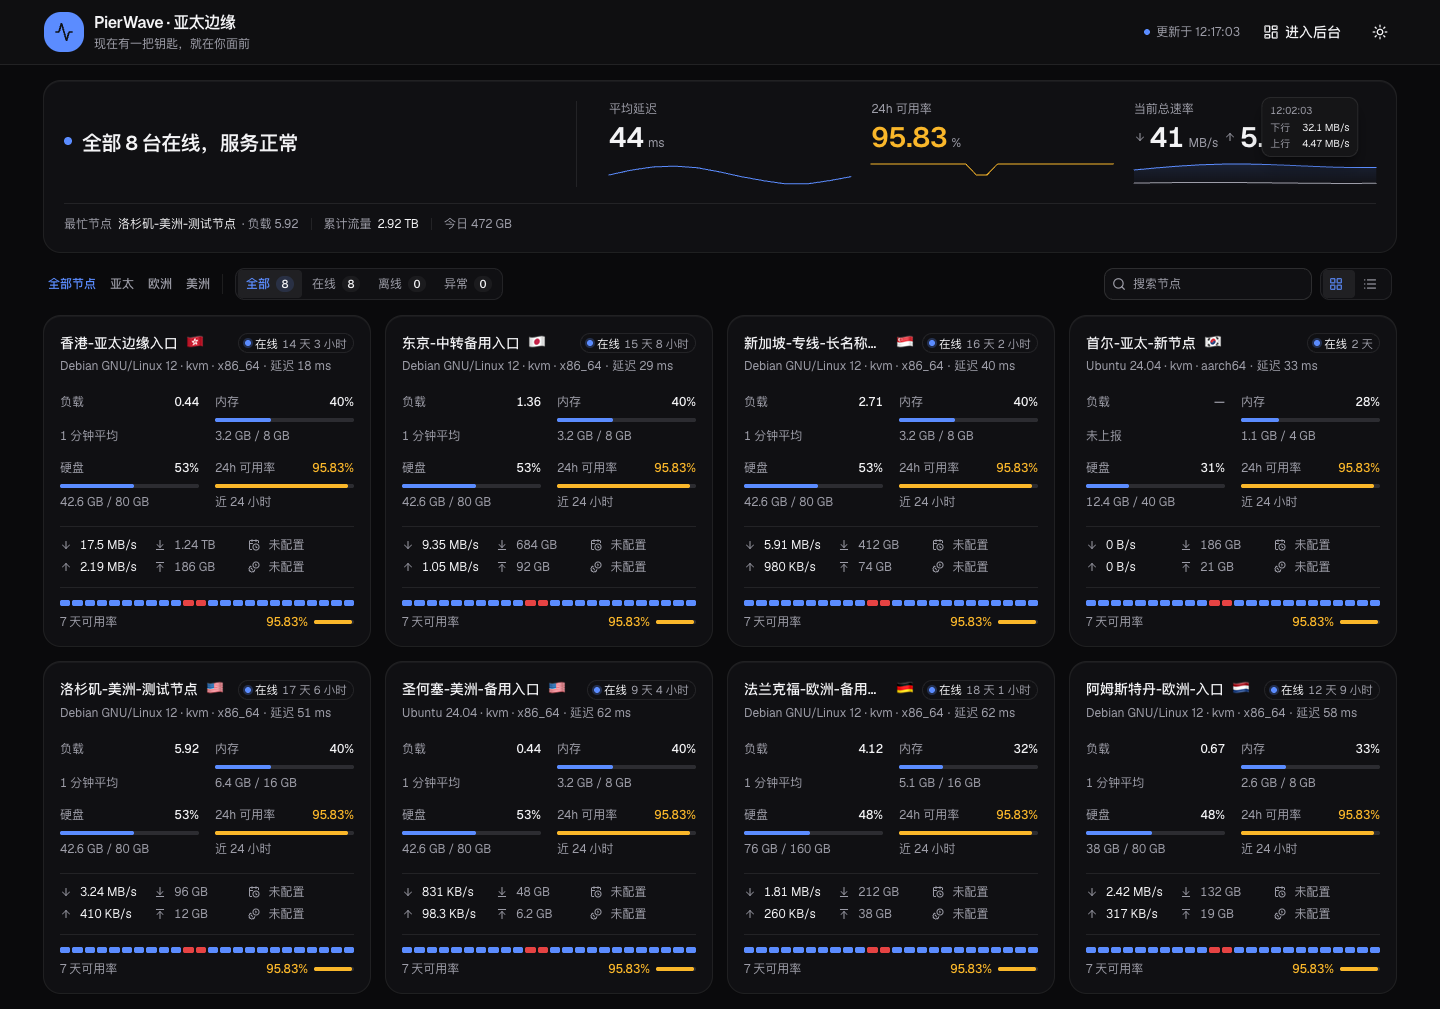 PierWave · 亚太边缘
现在有一把钥匙，就在你面前
更新于 12:17:03
进入后台
全部 8 台在线，服务正常
平均延迟
44 ms
24h 可用率
95.83 %
当前总速率
41 MB/s 5.
12:02:03
下行 32.1 MB/s
上行 4.47 MB/s
最忙节点 洛杉矶-美洲-测试节点 · 负载 5.92 累计流量 2.92 TB 今日 472 GB
全部节点 亚太 欧洲 美洲 全部 8 在线 8 离线 0 异常 0
搜索节点
香港-亚太边缘入口 在线 14 天 3 小时
Debian GNU/Linux 12 · kvm · x86_64 · 延迟 18 ms
负载 0.44 内存 40%
1 分钟平均 3.2 GB / 8 GB
硬盘 53% 24h 可用率 95.83%
42.6 GB / 80 GB 近 24 小时
17.5 MB/s 1.24 TB 未配置
2.19 MB/s 186 GB 未配置
7 天可用率 95.83%
东京-中转备用入口 在线 15 天 8 小时
Debian GNU/Linux 12 · kvm · x86_64 · 延迟 29 ms
负载 1.36 内存 40%
1 分钟平均 3.2 GB / 8 GB
硬盘 53% 24h 可用率 95.83%
42.6 GB / 80 GB 近 24 小时
9.35 MB/s 684 GB 未配置
1.05 MB/s 92 GB 未配置
7 天可用率 95.83%
新加坡-专线-长名称... 在线 16 天 2 小时
Debian GNU/Linux 12 · kvm · x86_64 · 延迟 40 ms
负载 2.71 内存 40%
1 分钟平均 3.2 GB / 8 GB
硬盘 53% 24h 可用率 95.83%
42.6 GB / 80 GB 近 24 小时
5.91 MB/s 412 GB 未配置
980 KB/s 74 GB 未配置
7 天可用率 95.83%
首尔-亚太-新节点 在线 2 天
Ubuntu 24.04 · kvm · aarch64 · 延迟 33 ms
负载 — 内存 28%
未上报 1.1 GB / 4 GB
硬盘 31% 24h 可用率 95.83%
12.4 GB / 40 GB 近 24 小时
0 B/s 186 GB 未配置
0 B/s 21 GB 未配置
7 天可用率 95.83%
洛杉矶-美洲-测试节点 在线 17 天 6 小时
Debian GNU/Linux 12 · kvm · x86_64 · 延迟 51 ms
负载 5.92 内存 40%
1 分钟平均 6.4 GB / 16 GB
硬盘 53% 24h 可用率 95.83%
42.6 GB / 80 GB 近 24 小时
3.24 MB/s 96 GB 未配置
410 KB/s 12 GB 未配置
7 天可用率 95.83%
圣何塞-美洲-备用入口 在线 9 天 4 小时
Ubuntu 24.04 · kvm · x86_64 · 延迟 62 ms
负载 0.44 内存 40%
1 分钟平均 3.2 GB / 8 GB
硬盘 53% 24h 可用率 95.83%
42.6 GB / 80 GB 近 24 小时
831 KB/s 48 GB 未配置
98.3 KB/s 6.2 GB 未配置
7 天可用率 95.83%
法兰克福-欧洲-备用... 在线 18 天 1 小时
Debian GNU/Linux 12 · kvm · x86_64 · 延迟 62 ms
负载 4.12 内存 32%
1 分钟平均 5.1 GB / 16 GB
硬盘 48% 24h 可用率 95.83%
76 GB / 160 GB 近 24 小时
1.81 MB/s 212 GB 未配置
260 KB/s 38 GB 未配置
7 天可用率 95.83%
阿姆斯特丹-欧洲-入口 在线 12 天 9 小时
Debian GNU/Linux 12 · kvm · x86_64 · 延迟 58 ms
负载 0.67 内存 33%
1 分钟平均 2.6 GB / 8 GB
硬盘 48% 24h 可用率 95.83%
38 GB / 80 GB 近 24 小时
2.42 MB/s 132 GB 未配置
317 KB/s 19 GB 未配置
7 天可用率 95.83%